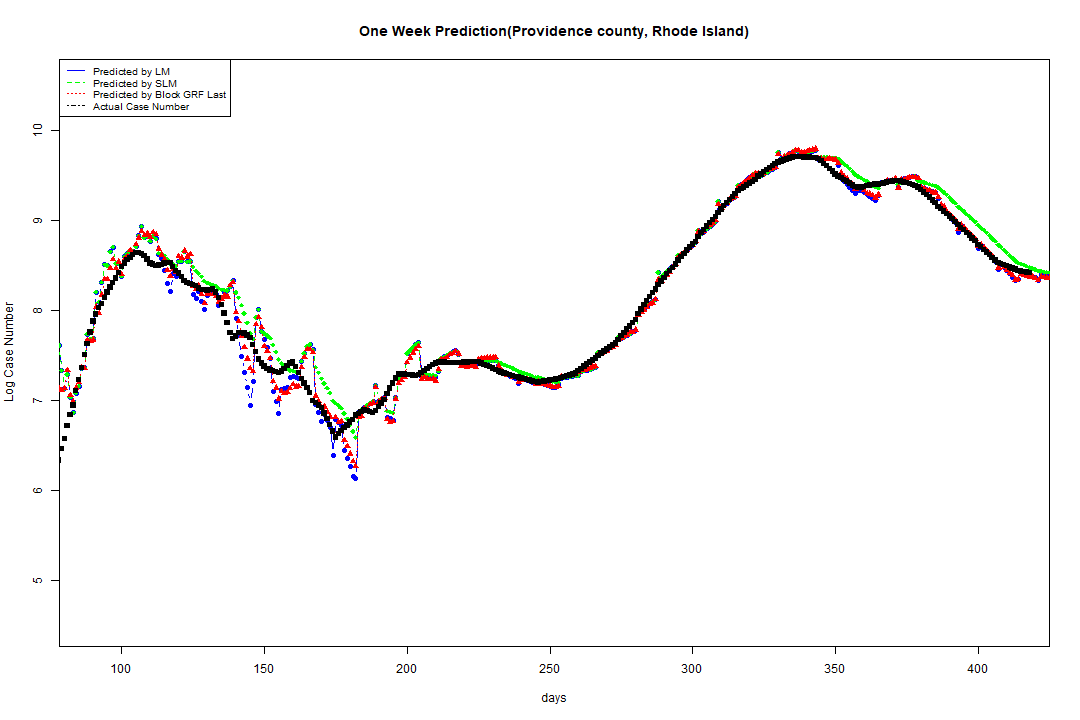 One Week Prediction(Providence county, Rhode Island)
Predicted by LM
Predicted by SLM
Predicted by Block GRF Last
Actual Case Number
10
9
8
7
6
5
Log Case Number
100 150 200 250 300 350 400
days